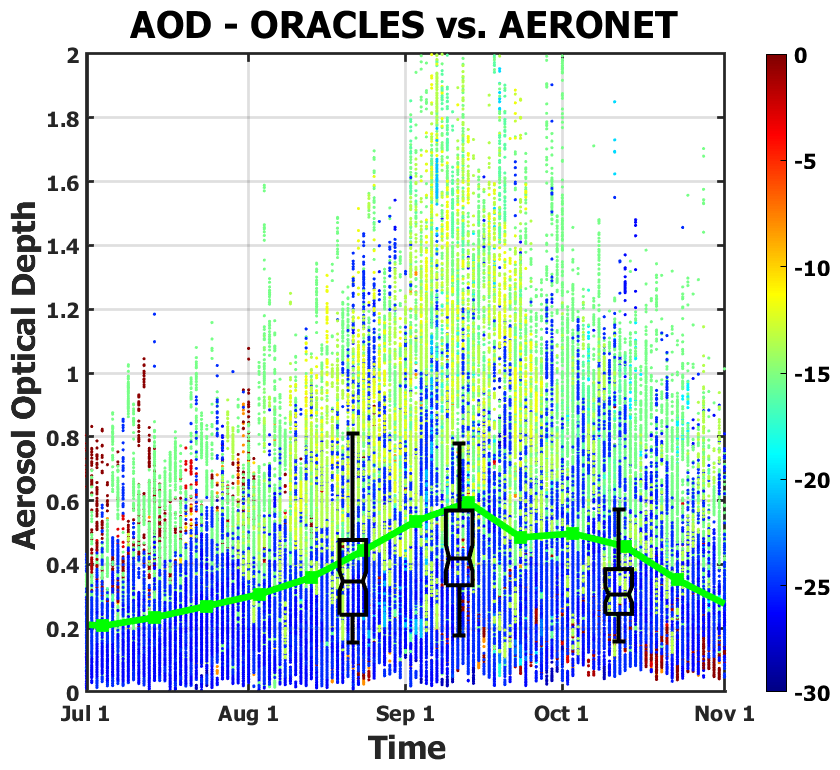 AOD - ORACLES vs. AERONET
Aerosol Optical Depth
2
1.8
1.6
1.4
1.2
1
0.8
0.6
0.4
0.2
0
Jul 1
Aug 1
Sep 1
Oct 1
Nov 1
Time
0
-5
-10
-15
-20
-25
-30